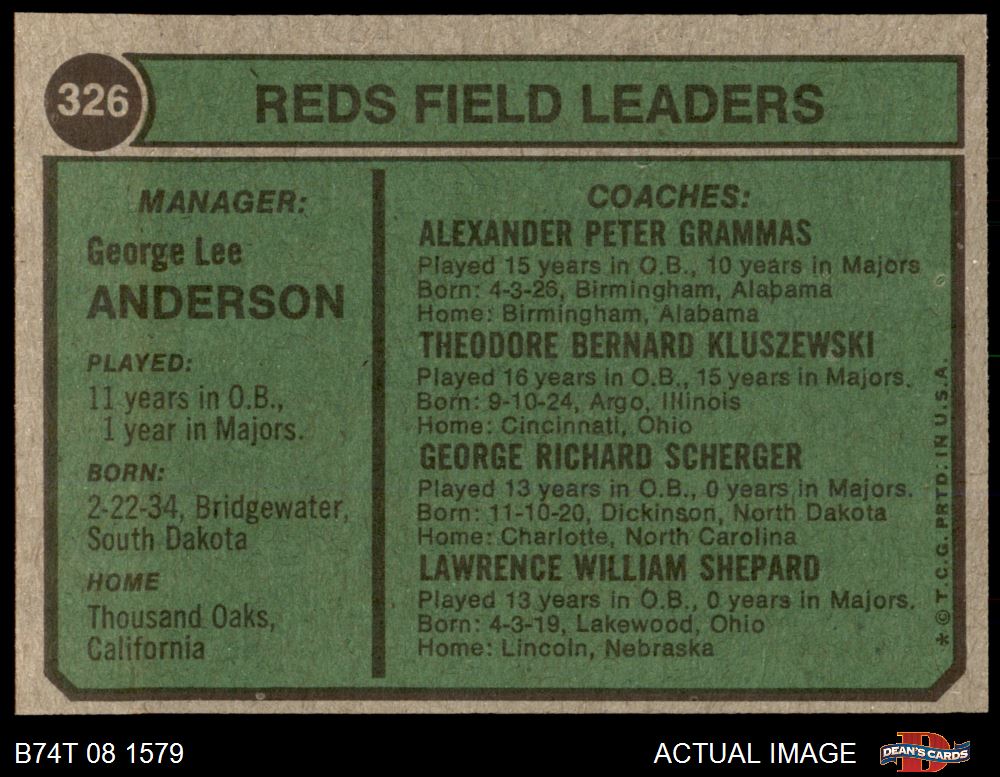 326
REDS FIELD LEADERS
MANAGER:
George Lee
ANDERSON
PLAYED:
11 years in O.B.,
1 year in Majors.
BORN:
2-22-34, Bridgewater,
South Dakota
HOME
Thousand Oaks,
California
COACHES:
ALEXANDER PETER GRAMMAS
Played 15 years in O.B., 10 years in Majors
Born: 4-3-26, Birmingham, Alabama
Home: Birmingham, Alabama
THEODORE BERNARD KLUSZEWSKI
Played 16 years in O.B., 15 years in Majors.
Born: 9-10-24, Argo, Illinois
Home: Cincinnati, Ohio
GEORGE RICHARD SCHERGER
Played 13 years in O.B., 0 years in Majors.
Born: 11-10-20, Dickinson, North Dakota
Home: Charlotte, North Carolina
LAWRENCE WILLIAM SHEPARD
Played 13 years in O.B., 0 years in Majors.
Born: 4-3-19, Lakewood, Ohio
Home: Lincoln, Nebraska
* © T.C.G. PRTD: IN U.S.A.
B74T 08 1579
ACTUAL IMAGE
D
DEAN'S CARDS